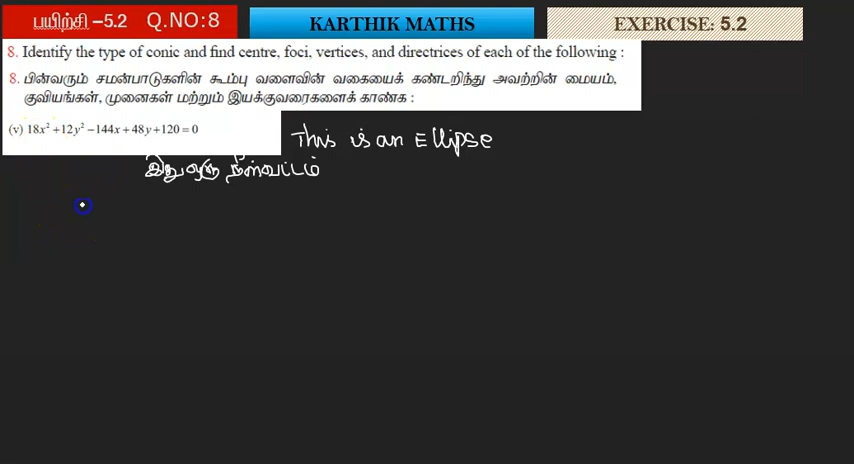 பயிற்சி –5.2 Q.NO:8
KARTHIK MATHS
EXERCISE: 5.2
8. Identify the type of conic and find centre, foci, vertices, and directrices of each of the following :
8. பின்வரும் சமன்பாடுகளின் கூம்பு வளைவின் வகையைக் கண்டறிந்து அவற்றின் மையம்,
குவியங்கள், முனைகள் மற்றும் இயக்குவரைகளைக் காண்க :
(v) 18x² +12y² −144x + 48y +120 = 0
This is an Ellipse
இது ஒரு நீள்வட்டம்